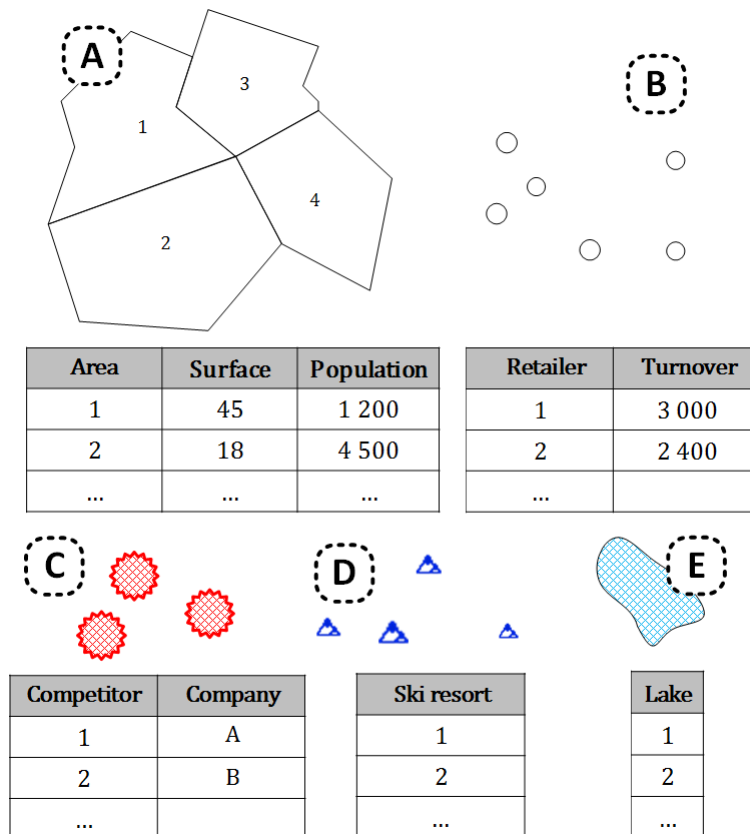 A
3
B
1
4
2
Area Surface Population
1 45 1 200
2 18 4 500
... ... ...
Retailer Turnover
1 3 000
2 2 400
...
C
D
E
Competitor Company
1 A
2 B
...
Ski resort
1
2
...
Lake
1
2
...